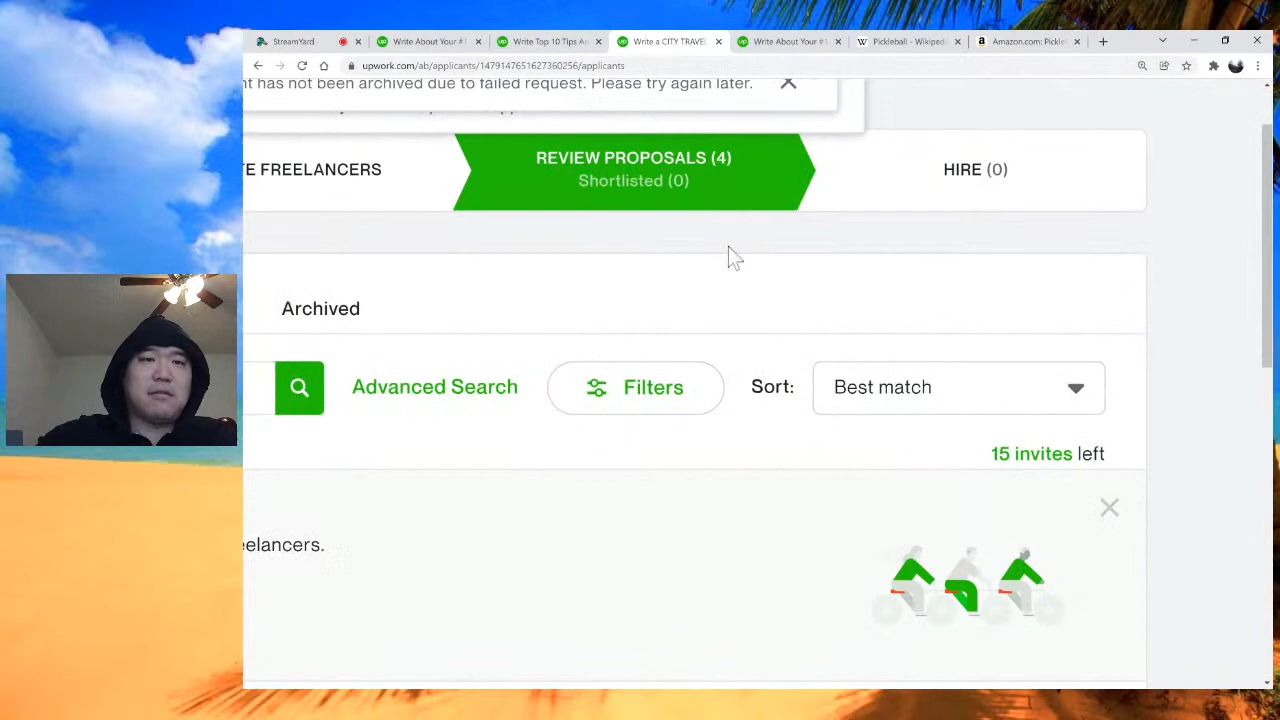 StreamYard
Write About Your #1
Write Top 10 Tips An
Write a CITY TRAVEL
Write About Your #1
Pickleball - Wikiped
Amazon.com: Pickle
upwork.com/ab/applicants/1479147651627360256/applicants
nt has not been archived due to failed request. Please try again later.
E FREELANCERS
REVIEW PROPOSALS (4)
Shortlisted (0)
HIRE (0)
Archived
Advanced Search
Filters
Sort:
Best match
15 invites left
eelancers.